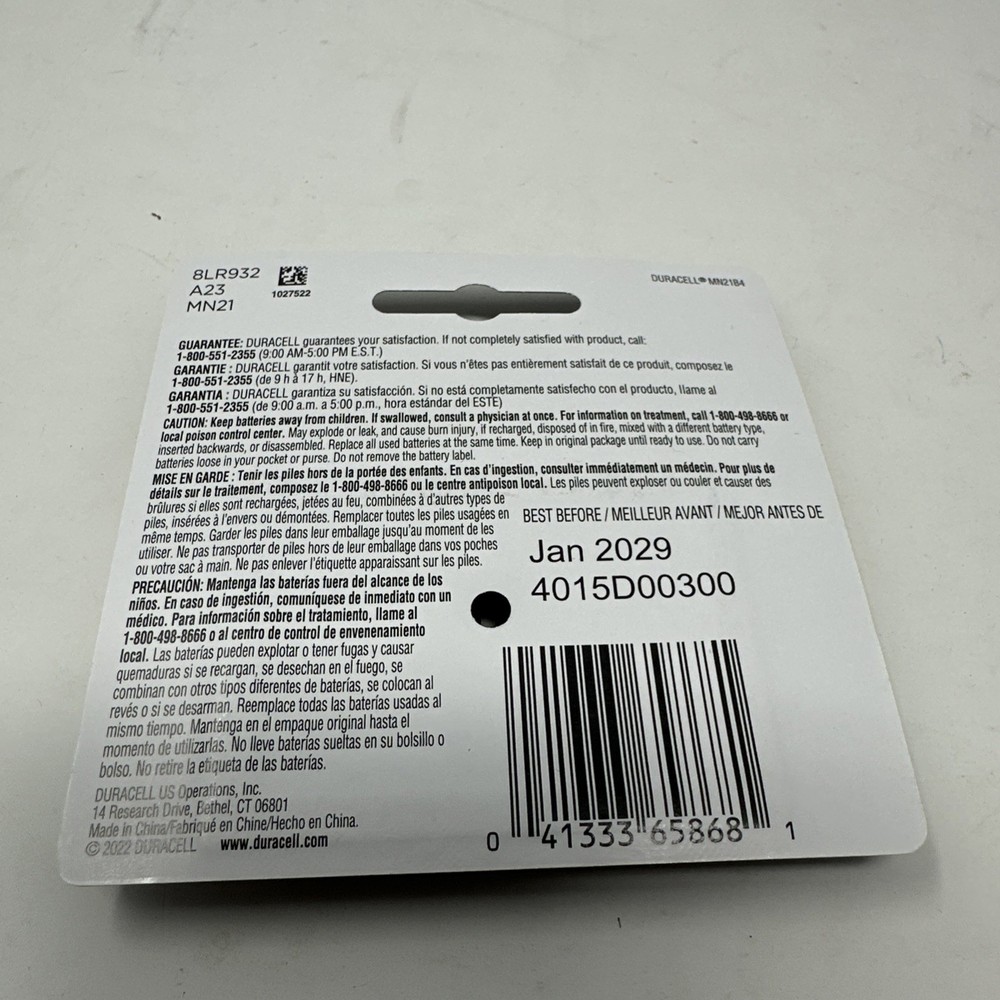 8LR932
A23
MN21
1027522
DURACELL® MN21B4
GUARANTEE: DURACELL guarantees your satisfaction. If not completely satisfied with product, call:
1-800-551-2355 (9:00 AM-5:00 PM E.S.T.)
GARANTIE : DURACELL garantit votre satisfaction. Si vous n'êtes pas entièrement satisfait de ce produit, composez le
1-800-551-2355 (de 9 h à 17 h, HNE).
GARANTIA : DURACELL garantiza su satisfacción. Si no está completamente satisfecho con el producto, llame al
1-800-551-2355 (de 9:00 a.m. a 5:00 p.m., hora estándar del ESTE)
CAUTION: Keep batteries away from children. If swallowed, consult a physician at once. For information on treatment, call 1-800-498-8666 or
local poison control center. May explode or leak, and cause burn injury, if recharged, disposed of in fire, mixed with a different battery type,
inserted backwards, or disassembled. Replace all used batteries at the same time. Keep in original package until ready to use. Do not carry
batteries loose in your pocket or purse. Do not remove the battery label.
MISE EN GARDE : Tenir les piles hors de la portée des enfants. En cas d'ingestion, consulter immédiatement un médecin. Pour plus de
détails sur le traitement, composez le 1-800-498-8666 ou le centre antipoison local. Les piles peuvent exploser ou couler et causer des
brûlures si elles sont rechargées, jetées au feu, combinées à d'autres types de
piles, insérées à l'envers ou démontées. Remplacer toutes les piles usagées en
même temps. Garder les piles dans leur emballage jusqu'au moment de les
utiliser. Ne pas transporter de piles hors de leur emballage dans vos poches
ou votre sac à main. Ne pas enlever l'étiquette apparaissant sur les piles.
PRECAUCIÓN: Mantenga las baterías fuera del alcance de los
niños. En caso de ingestión, comuníquese de inmediato con un
médico. Para información sobre el tratamiento, llame al
1-800-498-8666 o al centro de control de envenenamiento
local. Las baterías pueden explotar o tener fugas y causar
quemaduras si se recargan, se desechan en el fuego, se
combinan con otros tipos diferentes de baterías, se colocan al
revés o si se desarman. Reemplace todas las baterías usadas al
mismo tiempo. Mantenga en el empaque original hasta el
momento de utilizarlas. No lleve baterías sueltas en su bolsillo o
bolso. No retire la etiqueta de las baterías.
DURACELL US Operations, Inc.
14 Research Drive, Bethel, CT 06801
Made in China/Fabriqué en Chine/Hecho en China.
© 2022 DURACELL www.duracell.com
BEST BEFORE / MEILLEUR AVANT / MEJOR ANTES DE
Jan 2029
4015D00300
0 41333 65868 1